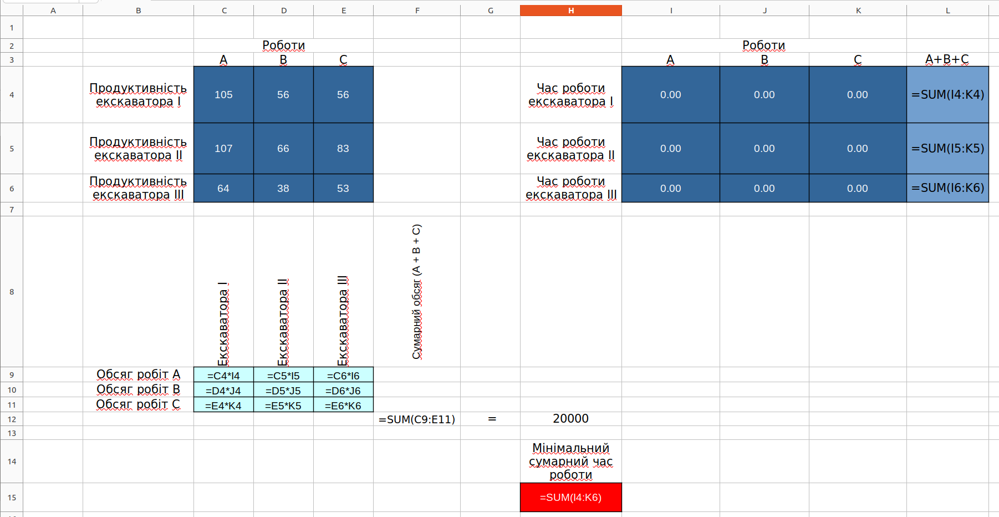 A B C D E F G H I J K L
1
2 Роботи Роботи
3 A B C A B C A+B+C
4 Продуктивність екскаватора I 105 56 56 Час роботи екскаватора I 0.00 0.00 0.00 =SUM(I4:K4)
5 Продуктивність екскаватора II 107 66 83 Час роботи екскаватора II 0.00 0.00 0.00 =SUM(I5:K5)
6 Продуктивність екскаватора III 64 38 53 Час роботи екскаватора III 0.00 0.00 0.00 =SUM(I6:K6)
7
8 Екскаватора I Екскаватора II Екскаватора III Сумарний обсяг (A + B + C)
9 Обсяг робіт A =C4*I4 =C5*I5 =C6*I6
10 Обсяг робіт B =D4*J4 =D5*J5 =D6*J6
11 Обсяг робіт C =E4*K4 =E5*K5 =E6*K6
12 =SUM(C9:E11) = 20000
13
14 Мінімальний сумарний час роботи
15 =SUM(I4:K6)